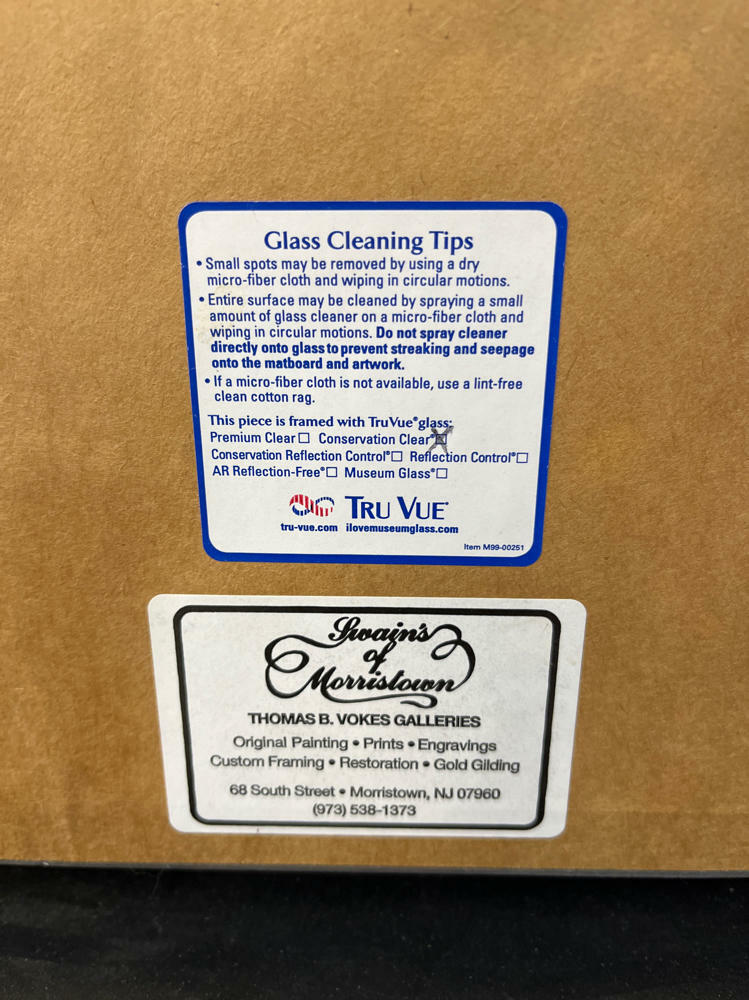 Glass Cleaning Tips
• Small spots may be removed by using a dry
micro-fiber cloth and wiping in circular motions.
• Entire surface may be cleaned by spraying a small
amount of glass cleaner on a micro-fiber cloth and
wiping in circular motions. Do not spray cleaner
directly onto glass to prevent streaking and seepage
onto the matboard and artwork.
• If a micro-fiber cloth is not available, use a lint-free
clean cotton rag.
This piece is framed with Tru Vue® glass:
Premium Clear ☐ Conservation Clear® ☒
Conservation Reflection Control® ☐ Reflection Control® ☐
AR Reflection-Free® ☐ Museum Glass® ☐
TRU VUE®
tru-vue.com ilovemuseumglass.com
Item M99-00251
Swain's
of
Morristown
THOMAS B. VOKES GALLERIES
Original Painting • Prints • Engravings
Custom Framing • Restoration • Gold Gilding
68 South Street • Morristown, NJ 07960
(973) 538-1373